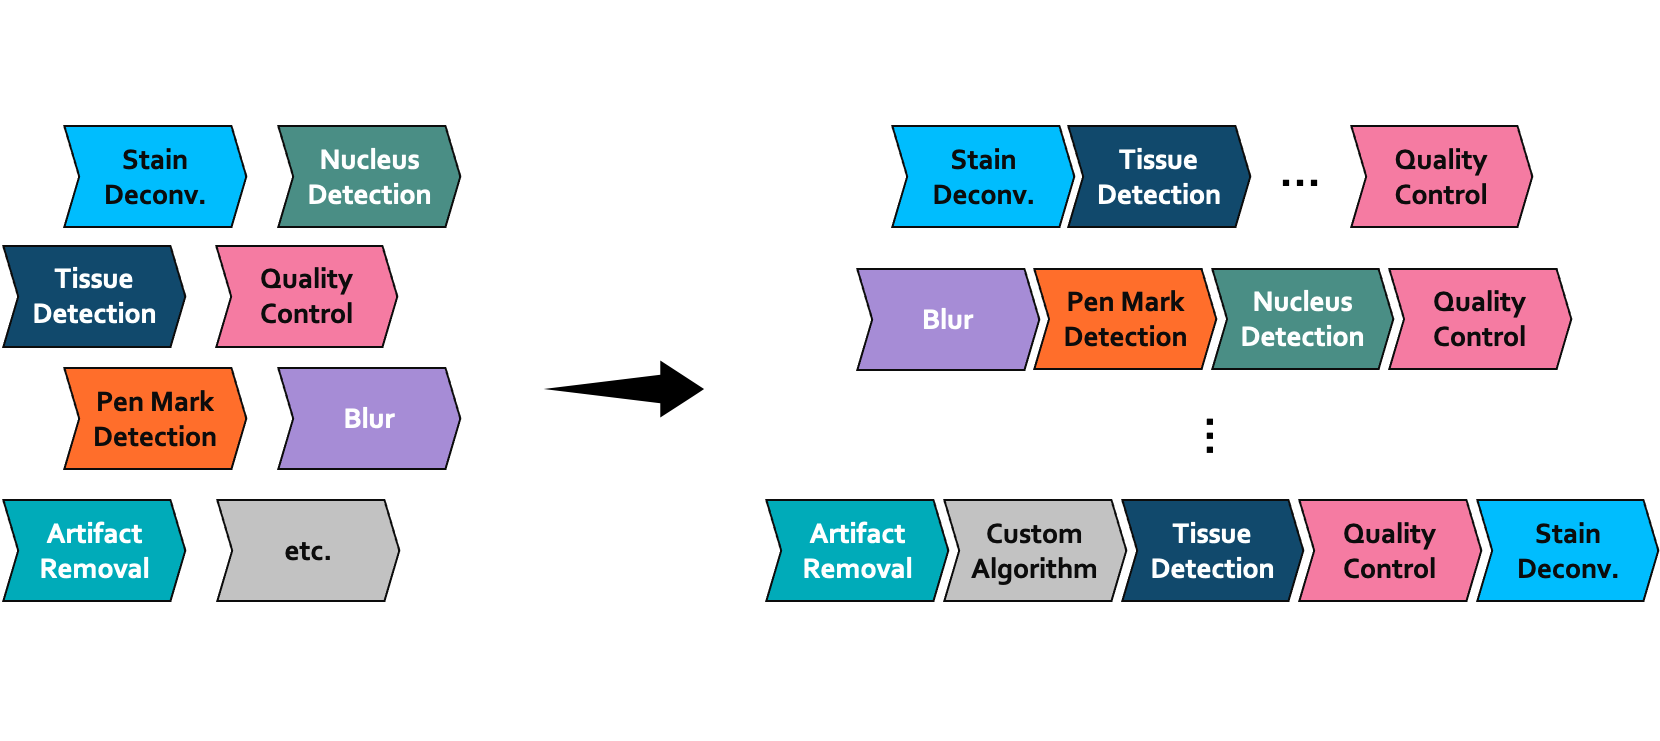 Stain
Deconv.
Nucleus
Detection
Tissue
Detection
Quality
Control
Pen Mark
Detection
Blur
Artifact
Removal
etc.
Stain
Deconv.
Tissue
Detection
...
Quality
Control
Blur
Pen Mark
Detection
Nucleus
Detection
Quality
Control
⋮
Artifact
Removal
Custom
Algorithm
Tissue
Detection
Quality
Control
Stain
Deconv.